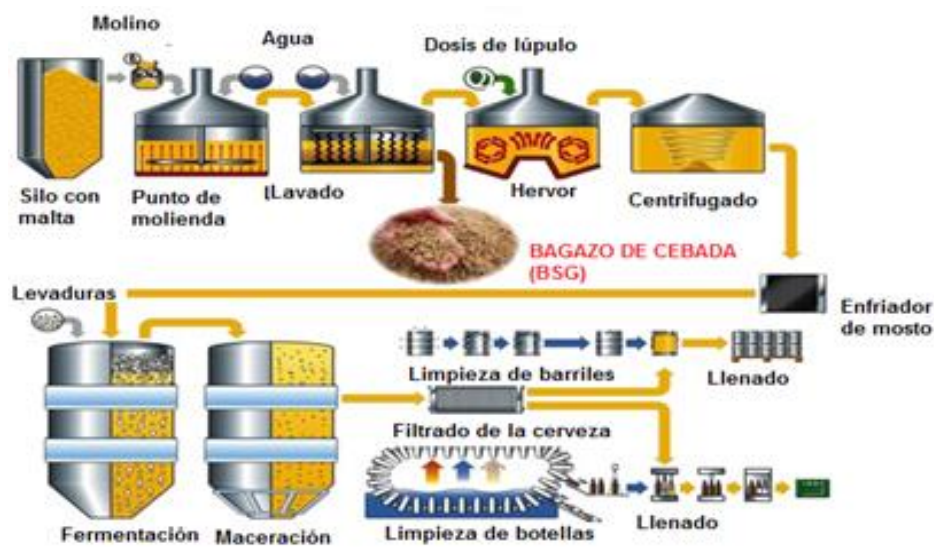 Molino
Agua
Dosis de lúpulo
Silo con
malta
Punto de
molienda
Lavado
Hervor
Centrifugado
BAGAZO DE CEBADA
(BSG)
Levaduras
Enfriador
de mosto
Limpieza de barriles
Llenado
Filtrado de la cerveza
Fermentación
Maceración
Limpieza de botellas
Llenado